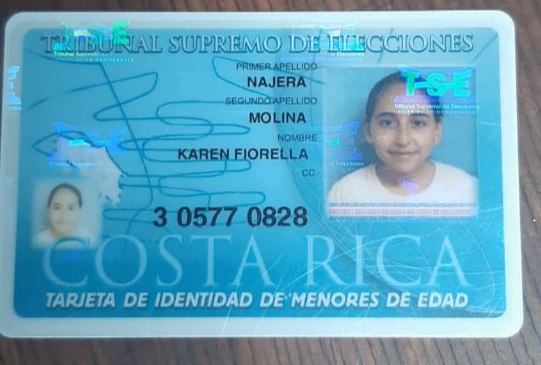 TRIBUNAL SUPREMO DE ELECCIONES
PRIMER APELLIDO
NAJERA
SEGUNDO APELLIDO
MOLINA
NOMBRE
KAREN FIORELLA
CC
3 0577 0828
COSTA RICA
TARJETA DE IDENTIDAD DE MENORES DE EDAD
T-S-E
Tribunal Supremo de Elecciones